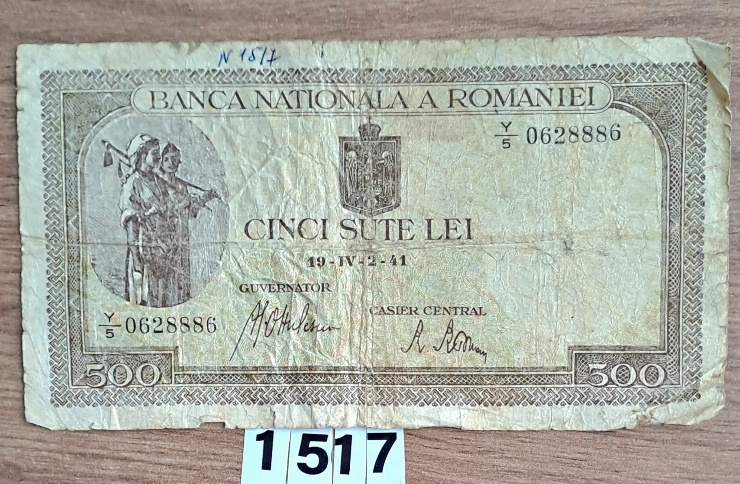 N 1517
BANCA NATIONALA A ROMANIEI
Y/5 0628886
CINCI SUTE LEI
19-IV-2-41
GUVERNATOR
CASIER CENTRAL
Y/5 0628886
500 500
1517